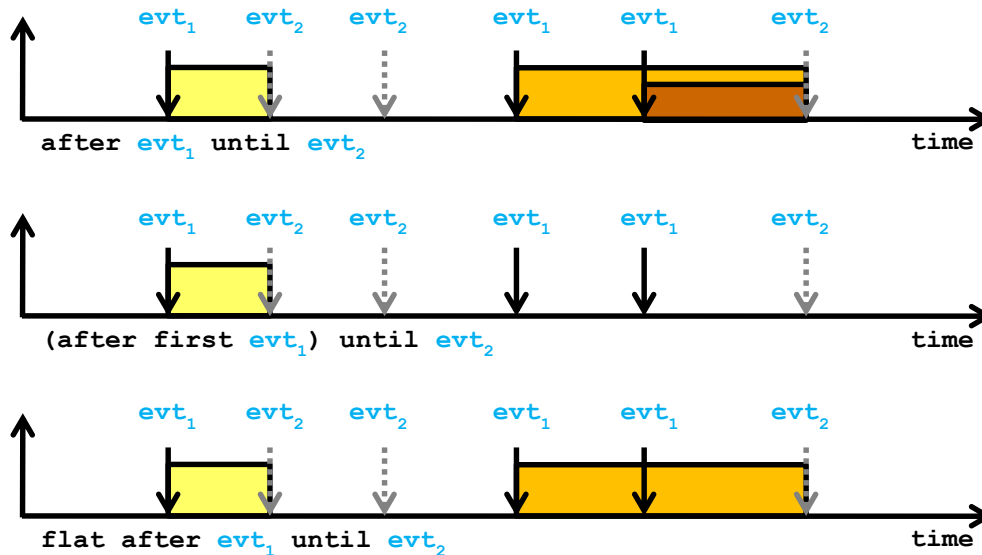 evt₁ evt₂ evt₂ evt₁ evt₁ evt₂
after evt₁ until evt₂ time
evt₁ evt₂ evt₂ evt₁ evt₁ evt₂
(after first evt₁) until evt₂ time
evt₁ evt₂ evt₂ evt₁ evt₁ evt₂
flat after evt₁ until evt₂ time